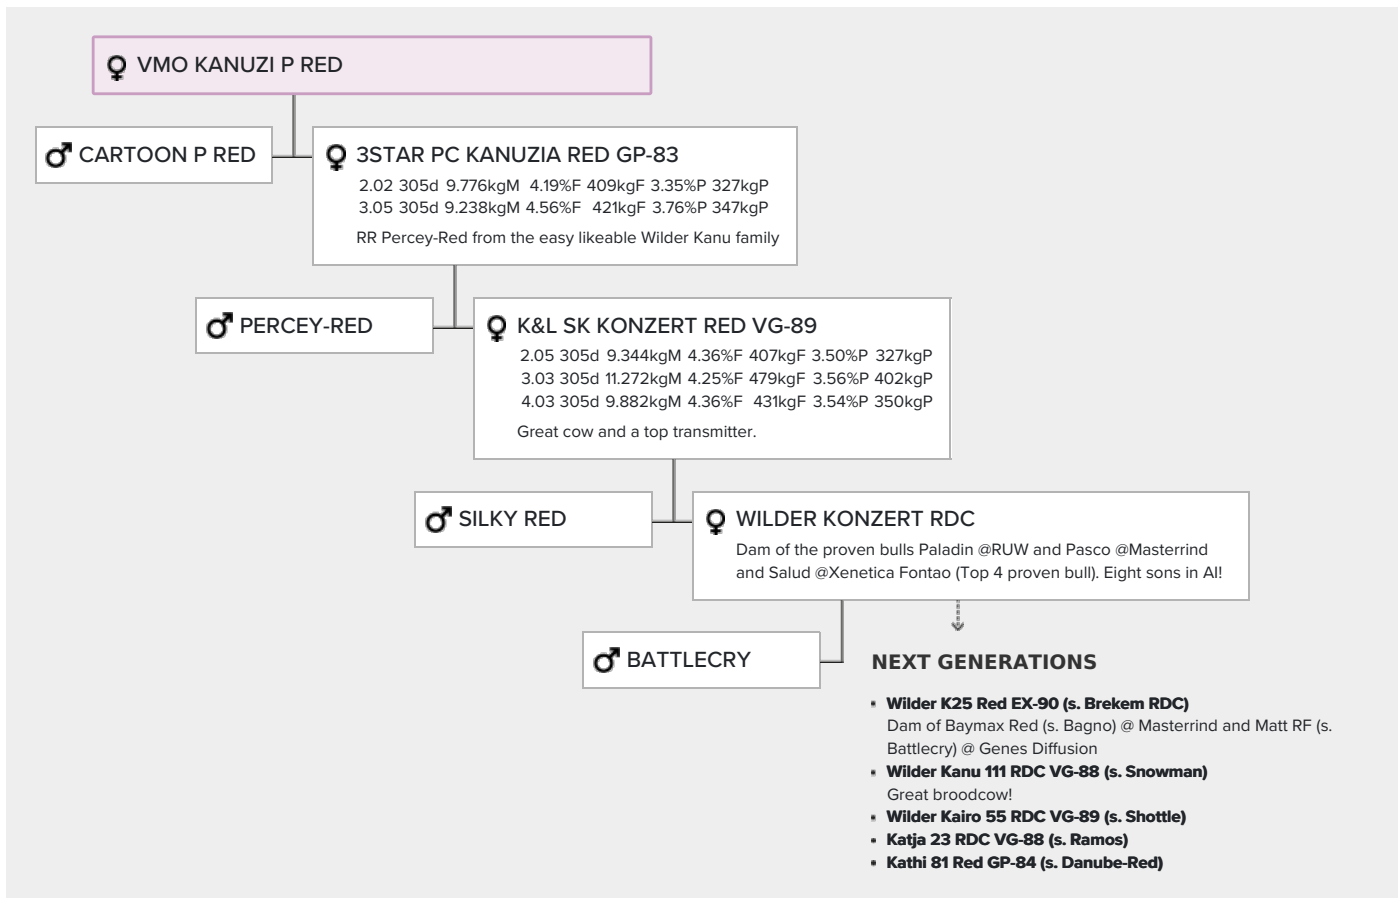 VMO KANUZI P RED
CARTOON P RED
3STAR PC KANUZIA RED GP-83
2.02 305d 9.776kgM 4.19%F 409kgF 3.35%P 327kgP
3.05 305d 9.238kgM 4.56%F 421kgF 3.76%P 347kgP
RR Percey-Red from the easy likeable Wilder Kanu family
PERCEY-RED
K&L SK KONZERT RED VG-89
2.05 305d 9.344kgM 4.36%F 407kgF 3.50%P 327kgP
3.03 305d 11.272kgM 4.25%F 479kgF 3.56%P 402kgP
4.03 305d 9.882kgM 4.36%F 431kgF 3.54%P 350kgP
Great cow and a top transmitter.
SILKY RED
WILDER KONZERT RDC
Dam of the proven bulls Paladin @RUW and Pasco @Masterrind
and Salud @Xenetica Fontao (Top 4 proven bull). Eight sons in AI!
BATTLECRY
NEXT GENERATIONS
▪ Wilder K25 Red EX-90 (s. Brekem RDC)
Dam of Baymax Red (s. Bagno) @ Masterrind and Matt RF (s.
Battlecry) @ Genes Diffusion
▪ Wilder Kanu 111 RDC VG-88 (s. Snowman)
Great broodcow!
▪ Wilder Kairo 55 RDC VG-89 (s. Shottle)
▪ Katja 23 RDC VG-88 (s. Ramos)
▪ Kathi 81 Red GP-84 (s. Danube-Red)